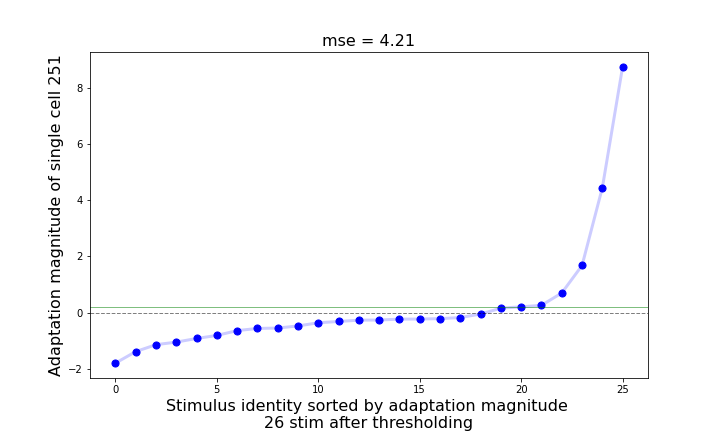 mse = 4.21
Adaptation magnitude of single cell 251
8
6
4
2
0
−2
0 5 10 15 20 25
Stimulus identity sorted by adaptation magnitude
26 stim after thresholding